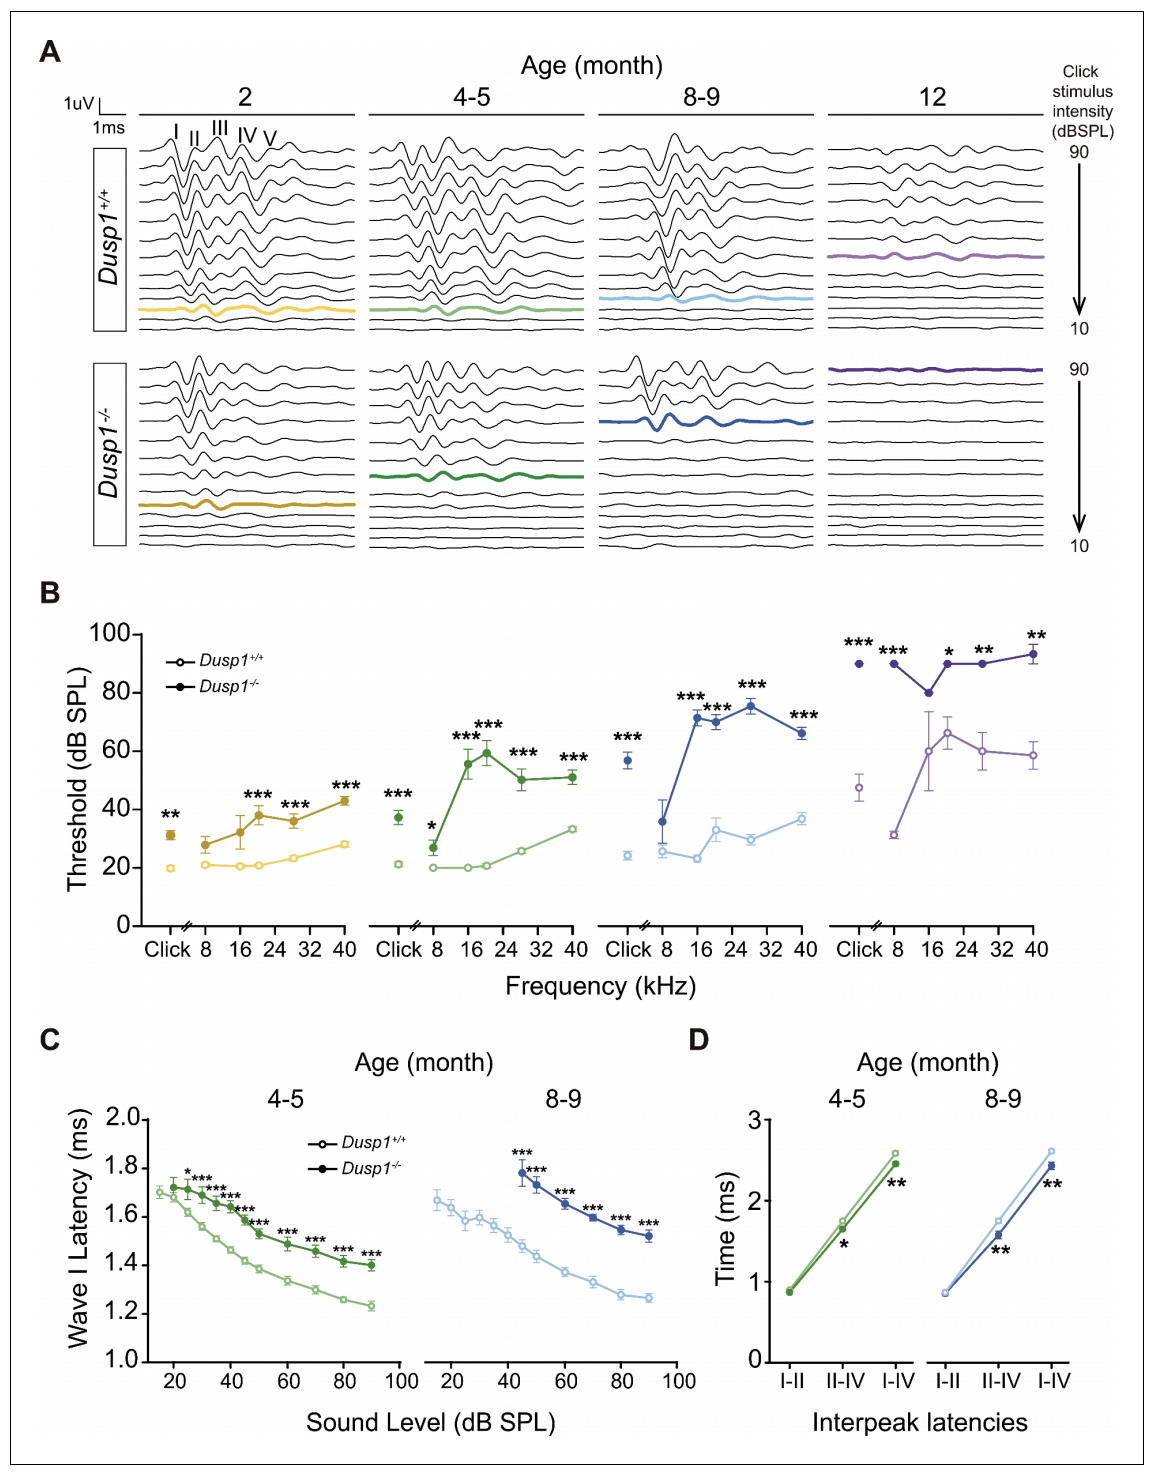 A
Age (month)
2 4-5 8-9 12
Click
stimulus
intensity
(dBSPL)
1uV
1ms
I II III IV V
90
Dusp1+/+
10
90
Dusp1-/-
10
B
Threshold (dB SPL)
100
80
60
40
20
0
Dusp1+/+
Dusp1-/-
** *** *** ***
*** * *** *** *** ***
*** *** *** *** ***
*** *** * ** **
Click 8 16 24 32 40 Click 8 16 24 32 40 Click 8 16 24 32 40 Click 8 16 24 32 40
Frequency (kHz)
C
Age (month)
4-5 8-9
Wave I Latency (ms)
2.0
1.8
1.6
1.4
1.2
1.0
Dusp1+/+
Dusp1-/-
* *** *** *** *** *** *** *** *** ***
*** *** *** *** *** ***
20 40 60 80 100 20 40 60 80 100
Sound Level (dB SPL)
D
Age (month)
4-5 8-9
Time (ms)
3
2
1
0
* **
** **
I-II II-IV I-IV I-II II-IV I-IV
Interpeak latencies